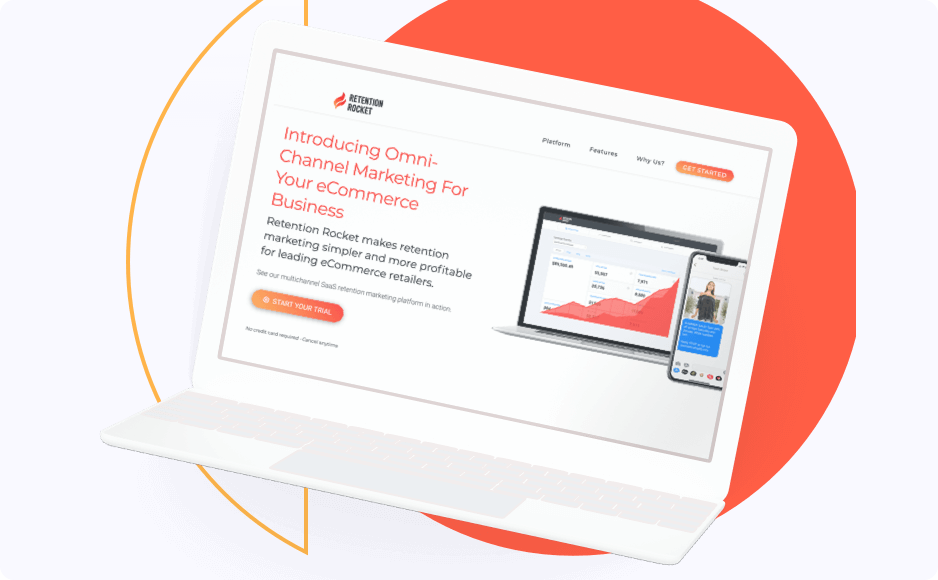 RETENTION
ROCKET
Platform
Features
Why Us?
GET STARTED
Introducing Omni-
Channel Marketing For
Your eCommerce
Business
Retention Rocket makes retention
marketing simpler and more profitable
for leading eCommerce retailers.
See our multichannel SaaS retention marketing platform in action.
START YOUR TRIAL
No credit card required - Cancel anytime